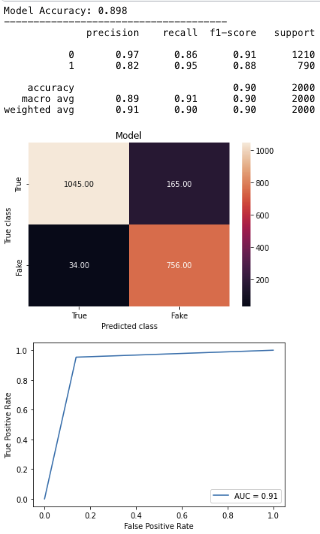 Model Accuracy: 0.898
----------------------------------------
precision recall f1-score support
0 0.97 0.86 0.91 1210
1 0.82 0.95 0.88 790
accuracy 0.90 2000
macro avg 0.89 0.91 0.90 2000
weighted avg 0.91 0.90 0.90 2000
Model
True class
True
Fake
1045.00 165.00
34.00 756.00
True Fake
Predicted class
1000
800
600
400
200
True Positive Rate
1.0
0.8
0.6
0.4
0.2
0.0
AUC = 0.91
0.0 0.2 0.4 0.6 0.8 1.0
False Positive Rate